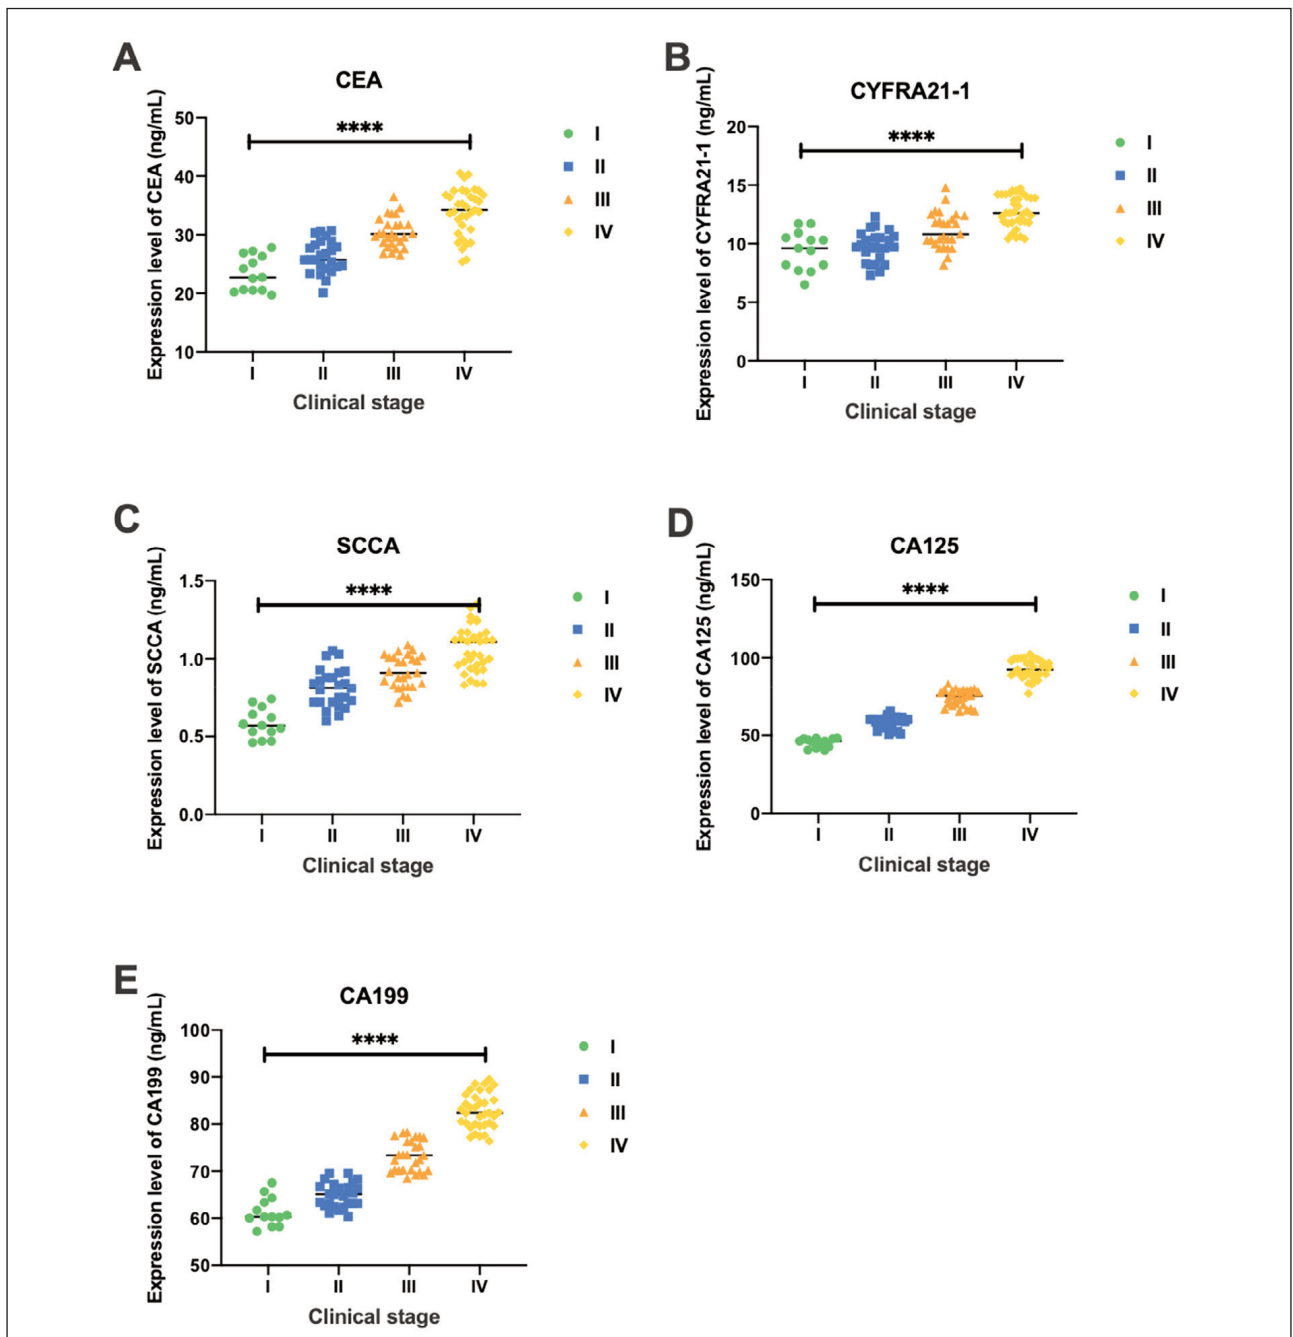 A
CEA
Expression level of CEA (ng/mL)
50
40
30
20
10
****
I
II
III
IV
I II III IV
Clinical stage
B
CYFRA21-1
Expression level of CYFRA21-1 (ng/mL)
20
15
10
5
0
****
I
II
III
IV
I II III IV
Clinical stage
C
SCCA
Expression level of SCCA (ng/mL)
1.5
1.0
0.5
0.0
****
I
II
III
IV
I II III IV
Clinical stage
D
CA125
Expression level of CA125 (ng/mL)
150
100
50
0
****
I
II
III
IV
I II III IV
Clinical stage
E
CA199
Expression level of CA199 (ng/mL)
100
90
80
70
60
50
****
I
II
III
IV
I II III IV
Clinical stage